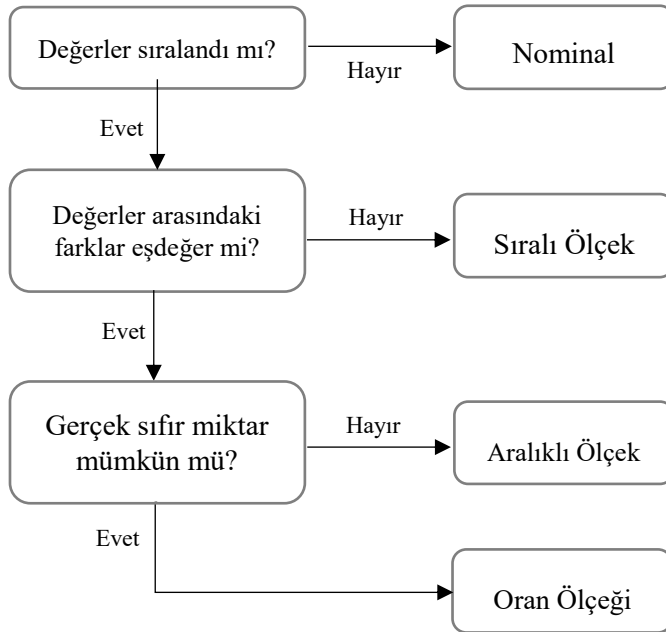 Değerler sıralandı mı?
Hayır
Nominal
Evet
Değerler arasındaki
farklar eşdeğer mi?
Hayır
Sıralı Ölçek
Evet
Gerçek sıfır miktar
mümkün mü?
Hayır
Aralıklı Ölçek
Evet
Oran Ölçeği